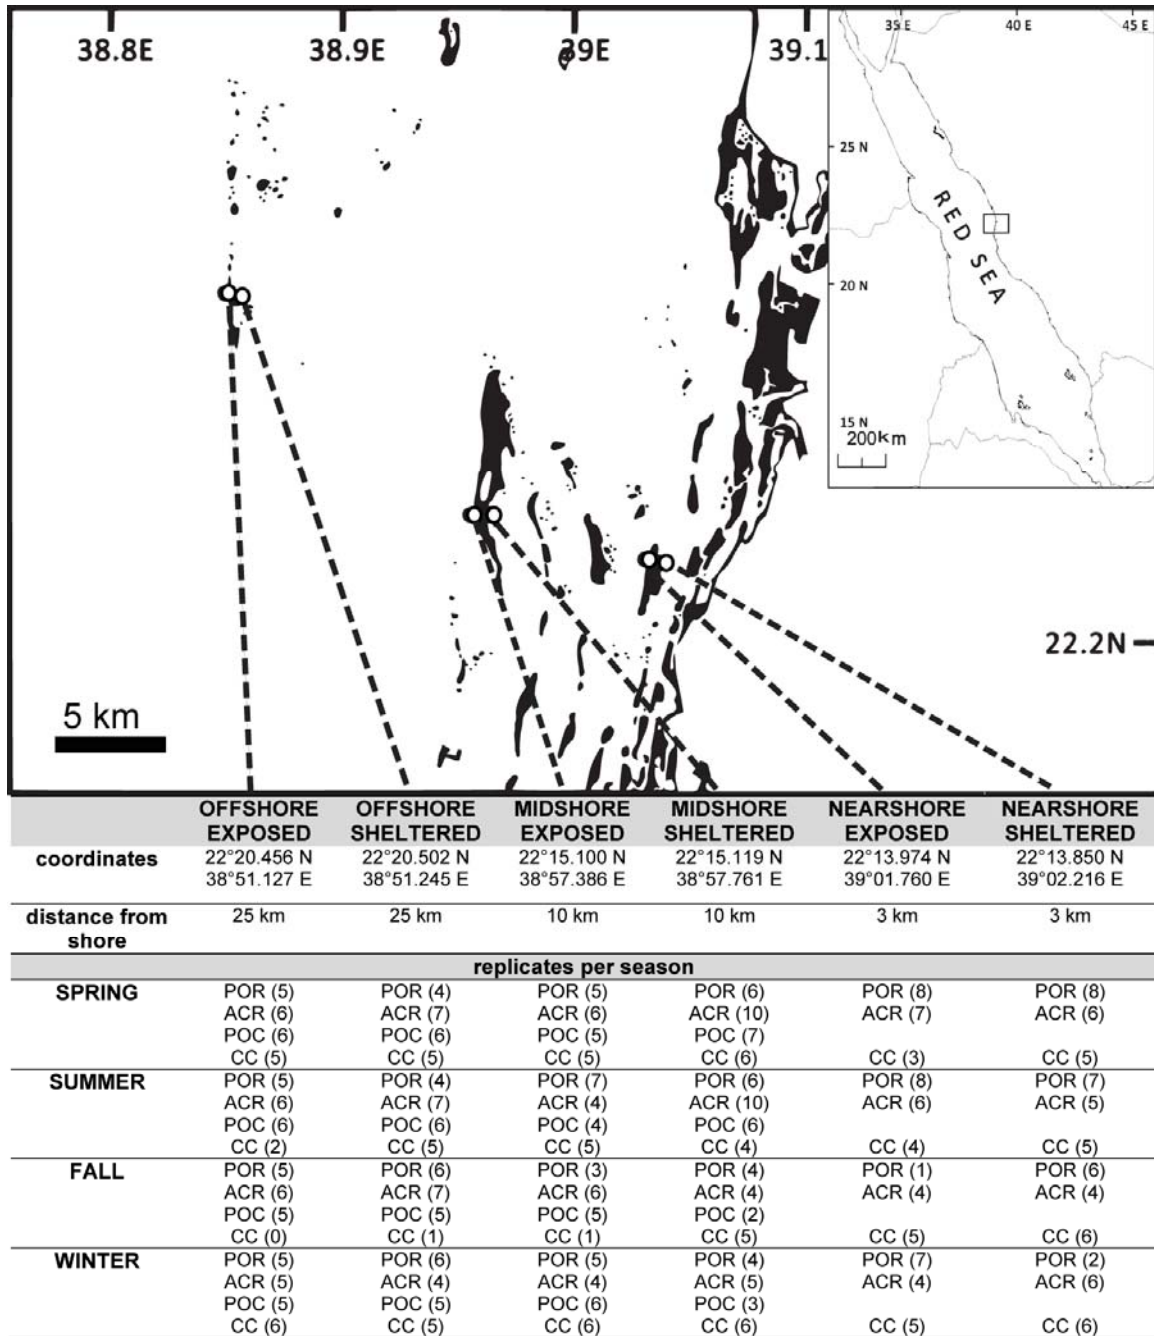 38.8E 38.9E 39E 39.1
35 E 40 E 45 E
25 N
RED SEA
20 N
15 N
200km
22.2N
5 km
OFFSHORE EXPOSED OFFSHORE SHELTERED MIDSHORE EXPOSED MIDSHORE SHELTERED NEARSHORE EXPOSED NEARSHORE SHELTERED
coordinates 22°20.456 N 22°20.502 N 22°15.100 N 22°15.119 N 22°13.974 N 22°13.850 N
38°51.127 E 38°51.245 E 38°57.386 E 38°57.761 E 39°01.760 E 39°02.216 E
distance from shore 25 km 25 km 10 km 10 km 3 km 3 km
replicates per season
SPRING POR (5) POR (4) POR (5) POR (6) POR (8) POR (8)
ACR (6) ACR (7) ACR (6) ACR (10) ACR (7) ACR (6)
POC (6) POC (6) POC (5) POC (7)
CC (5) CC (5) CC (5) CC (6) CC (3) CC (5)
SUMMER POR (5) POR (4) POR (7) POR (6) POR (8) POR (7)
ACR (6) ACR (7) ACR (4) ACR (10) ACR (6) ACR (5)
POC (6) POC (6) POC (4) POC (6)
CC (2) CC (5) CC (5) CC (4) CC (4) CC (5)
FALL POR (5) POR (6) POR (3) POR (4) POR (1) POR (6)
ACR (6) ACR (7) ACR (6) ACR (4) ACR (4) ACR (4)
POC (5) POC (5) POC (5) POC (2)
CC (0) CC (1) CC (1) CC (5) CC (5) CC (6)
WINTER POR (5) POR (6) POR (5) POR (4) POR (7) POR (2)
ACR (5) ACR (4) ACR (4) ACR (5) ACR (4) ACR (6)
POC (5) POC (5) POC (6) POC (3)
CC (6) CC (5) CC (6) CC (6) CC (5) CC (6)